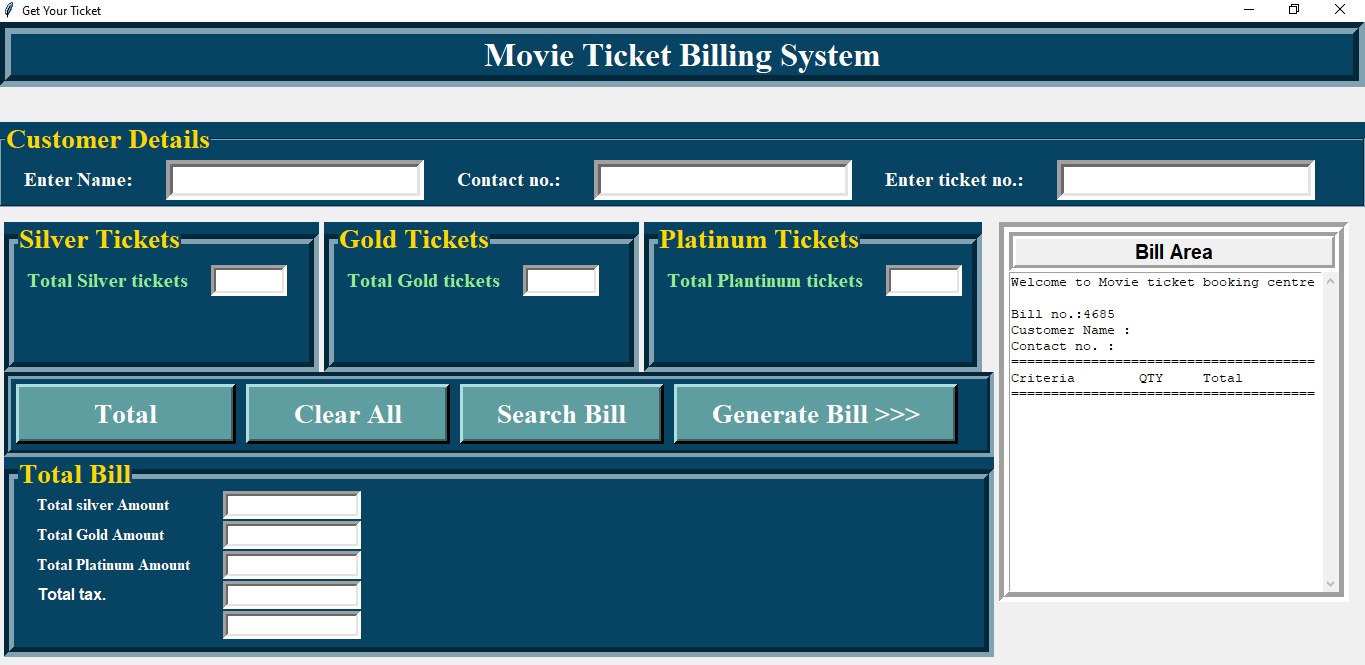 Get Your Ticket
Movie Ticket Billing System
Customer Details
Enter Name:
Contact no.:
Enter ticket no.:
Silver Tickets
Total Silver tickets
Gold Tickets
Total Gold tickets
Platinum Tickets
Total Plantinum tickets
Total
Clear All
Search Bill
Generate Bill >>>
Total Bill
Total silver Amount
Total Gold Amount
Total Platinum Amount
Total tax.
Bill Area
Welcome to Movie ticket booking centre
Bill no.:4685
Customer Name :
Contact no. :
======================================
Criteria        QTY     Total
======================================